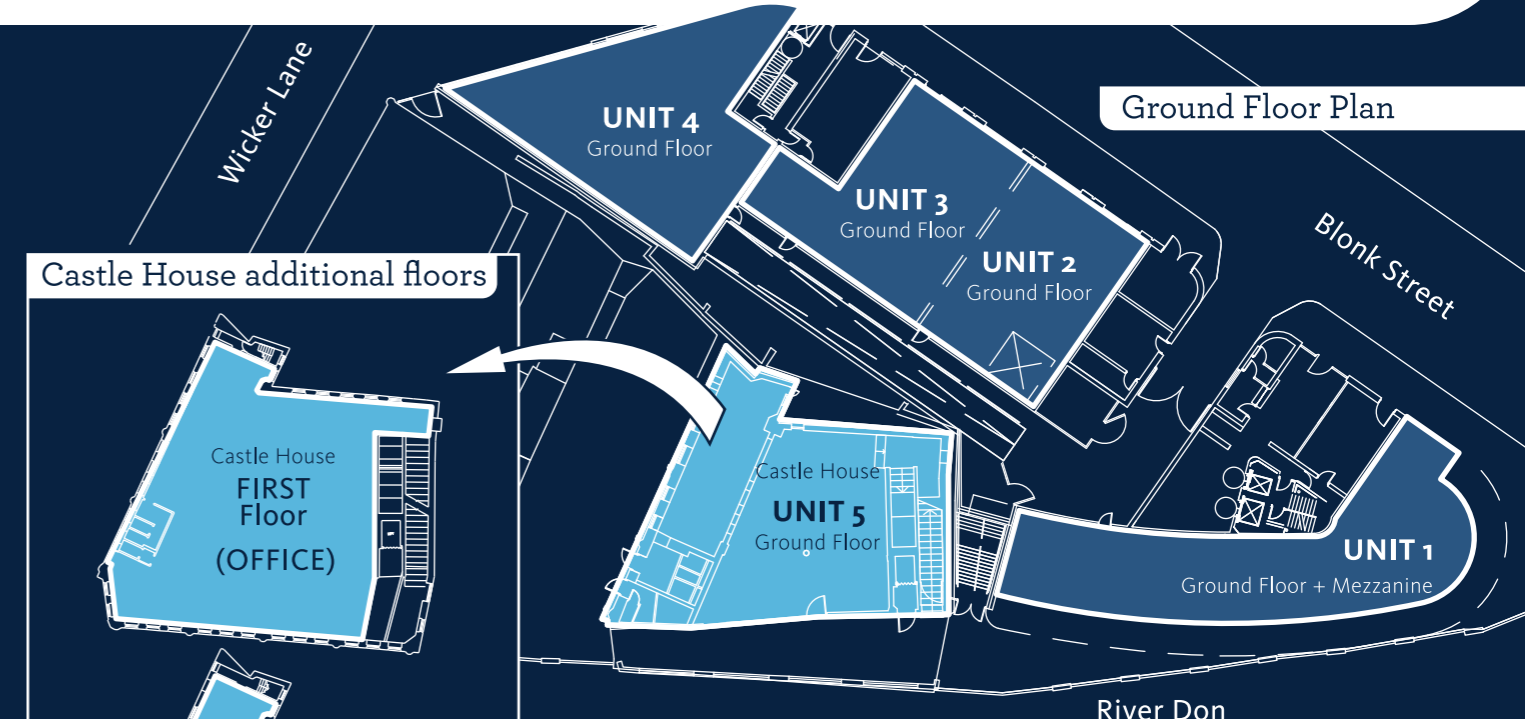 Wicker Lane
UNIT 4
Ground Floor
Ground Floor Plan
UNIT 3
Ground Floor
UNIT 2
Ground Floor
Blonk Street
Castle House additional floors
Castle House
FIRST
Floor
(OFFICE)
Castle House
UNIT 5
Ground Floor
UNIT 1
Ground Floor + Mezzanine
River Don